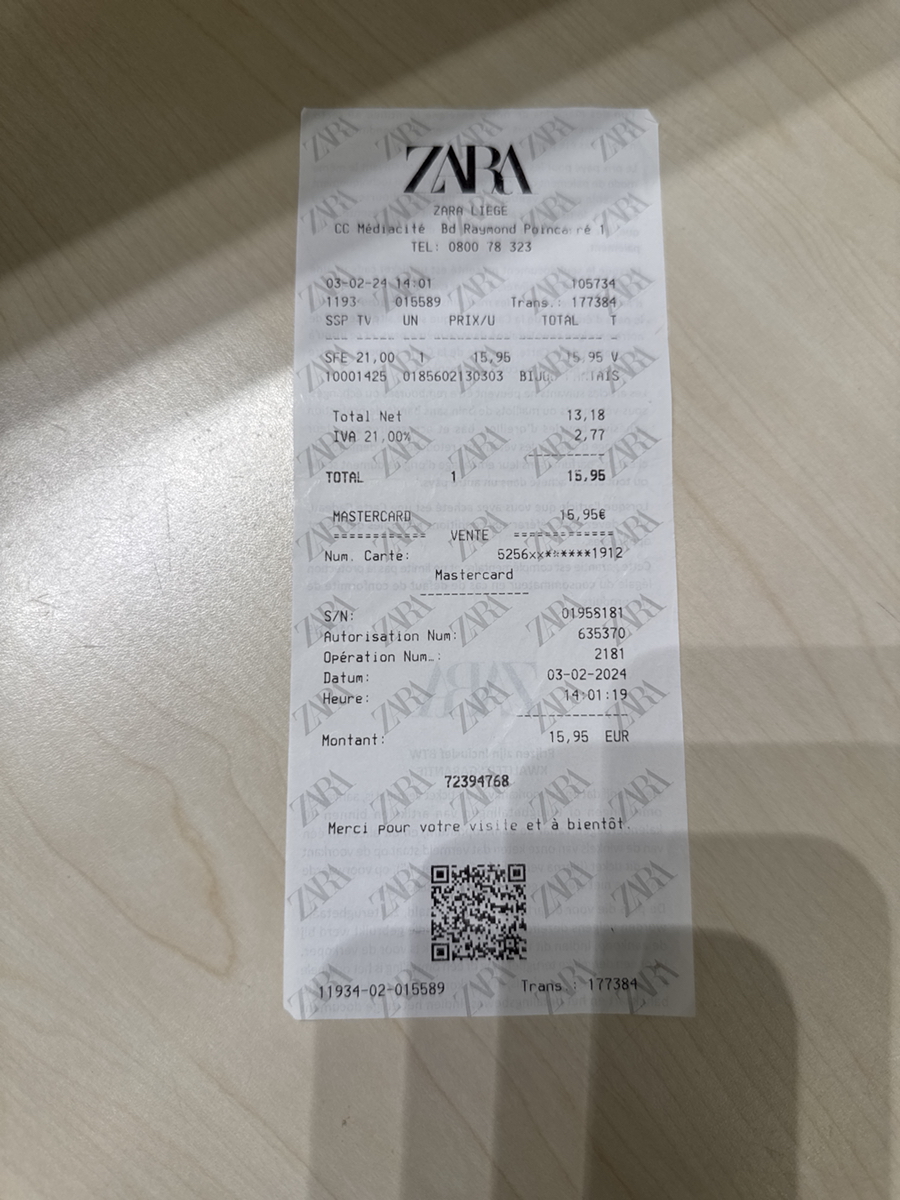 ZARA
ZARA LIEGE
CC Médiacité Bd Raymond Poincarré 1
TEL: 0800 78 323
03-02-24 14:01 105734
1193 015589 Trans.: 177384
SSP TV UN PRIX/U TOTAL T
SFE 21,00 1 15,95 15,95 V
10001425 0185602130303
Total Net 13,18
IVA 21,00% 2,77
TOTAL 1 15,95
MASTERCARD 15,95€
============ VENTE =============
Num. Carte: 5256********1912
Mastercard
S/N: 01958181
Autorisation Num: 635370
Opération Num.: 2181
Datum: 03-02-2024
Heure: 14:01:19
Montant: 15,95 EUR
72394768
Merci pour votre visite et à bientôt.
11934-02-015589 Trans.: 177384